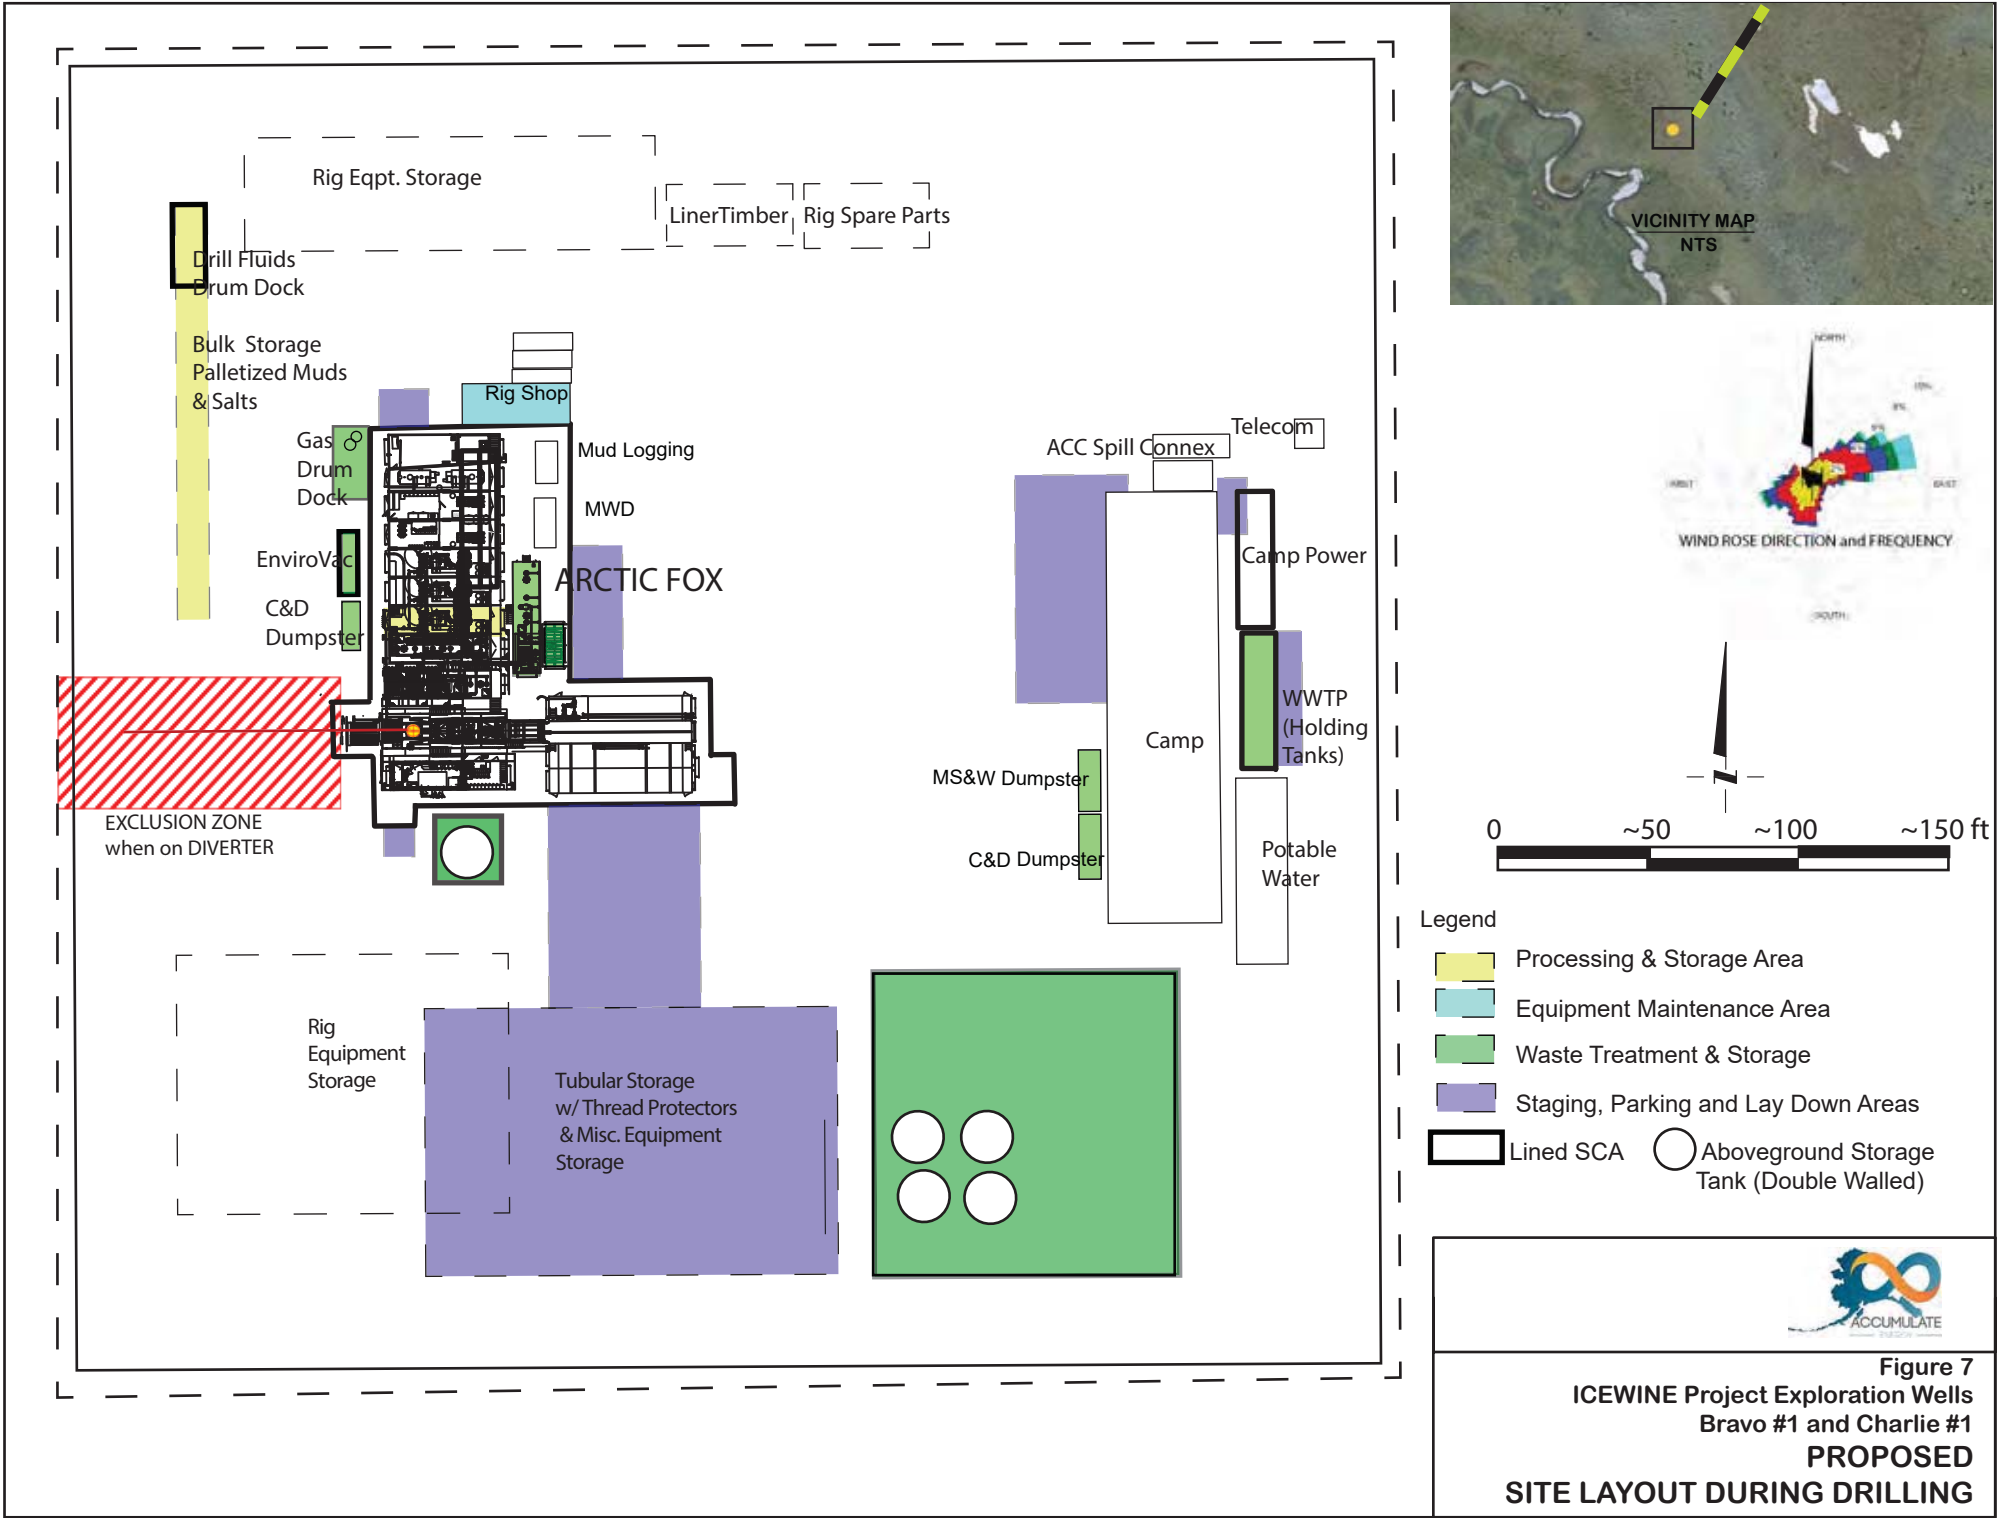 Rig Eqpt. Storage
LinerTimber
Rig Spare Parts
Drill Fluids
Drum Dock
Bulk Storage
Palletized Muds
& Salts
Rig Shop
Gas
Drum
Dock
Mud Logging
MWD
EnviroVac
ARCTIC FOX
C&D
Dumpster
EXCLUSION ZONE
when on DIVERTER
Telecom
ACC Spill Connex
Camp Power
WWTP
(Holding
Tanks)
Camp
MS&W Dumpster
C&D Dumpster
Potable
Water
Rig
Equipment
Storage
Tubular Storage
w/ Thread Protectors
& Misc. Equipment
Storage
VICINITY MAP
NTS
NORTH
WEST
EAST
WIND ROSE DIRECTION and FREQUENCY
SOUTH
N
0 ~50 ~100 ~150 ft
Legend
Processing & Storage Area
Equipment Maintenance Area
Waste Treatment & Storage
Staging, Parking and Lay Down Areas
Lined SCA
Aboveground Storage
Tank (Double Walled)
ACCUMULATE
Figure 7
ICEWINE Project Exploration Wells
Bravo #1 and Charlie #1
PROPOSED
SITE LAYOUT DURING DRILLING